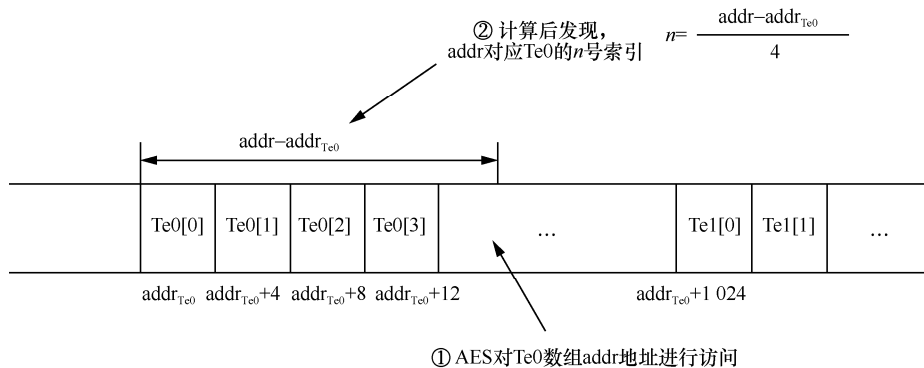 ② 计算后发现，
addr对应Te0的n号索引
n= addr−addrTe0
4
addr−addrTe0
Te0[0] Te0[1] Te0[2] Te0[3] ... Te1[0] Te1[1] ...
addrTe0 addrTe0+4 addrTe0+8 addrTe0+12 addrTe0+1 024
① AES对Te0数组addr地址进行访问